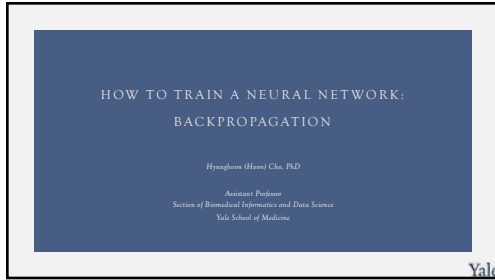 HOW TO TRAIN A NEURAL NETWORK:
BACKPROPAGATION
Hyunghoon (Hoon) Cho, PhD
Assistant Professor
Section of Biomedical Informatics and Data Science
Yale School of Medicine
Yale